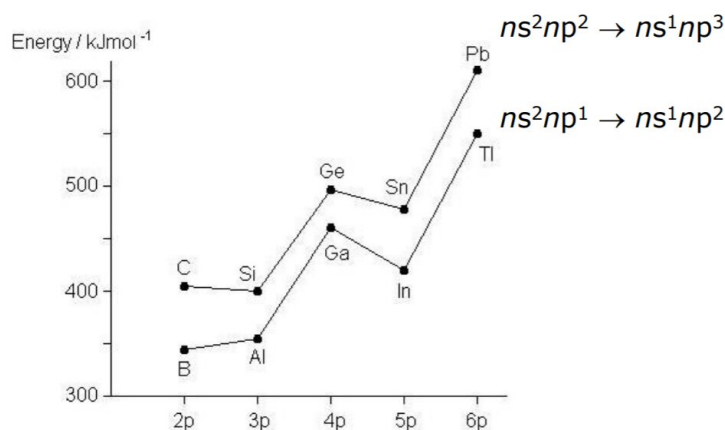 Energy / kJmol⁻¹
ns²np² → ns¹np³
Pb
600
ns²np¹ → ns¹np²
Tl
Ge
500
Sn
Ga
C
Si
400
In
B
Al
300
2p 3p 4p 5p 6p